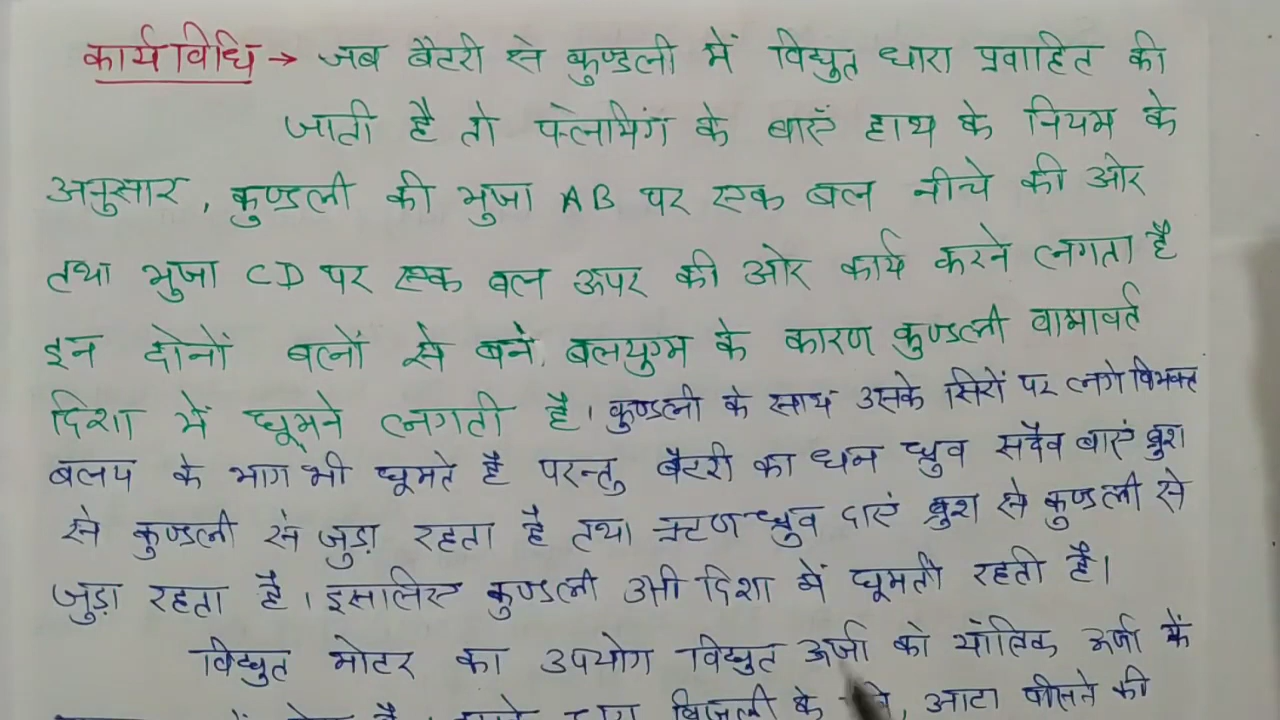 कार्यविधि → जब बैटरी से कुण्डली में विद्युत धारा प्रवाहित की
जाती है तो फ्लेमिंग के बाएँ हाथ के नियम के
अनुसार, कुण्डली की भुजा AB पर एक बल नीचे की ओर
तथा भुजा CD पर एक बल ऊपर की ओर कार्य करने लगता है
इन दोनों बलों से बने बलयुग्म के कारण कुण्डली वामावर्त
दिशा में घूमने लगती है। कुण्डली के साथ उसके सिरों पर लगे विभक्त
बलय के भाग भी घूमते है परन्तु बैटरी का धन ध्रुव सदैव बाएं ब्रुश
से कुण्डली से जुड़ा रहता है तथा ऋण ध्रुव दाएं ब्रुश से कुण्डली से
जुड़ा रहता है। इसलिए कुण्डली उसी दिशा में घूमती रहती है।
विद्युत मोटर का उपयोग विद्युत ऊर्जा को यांत्रिक ऊर्जा में
बिजली के आटा पीसने की